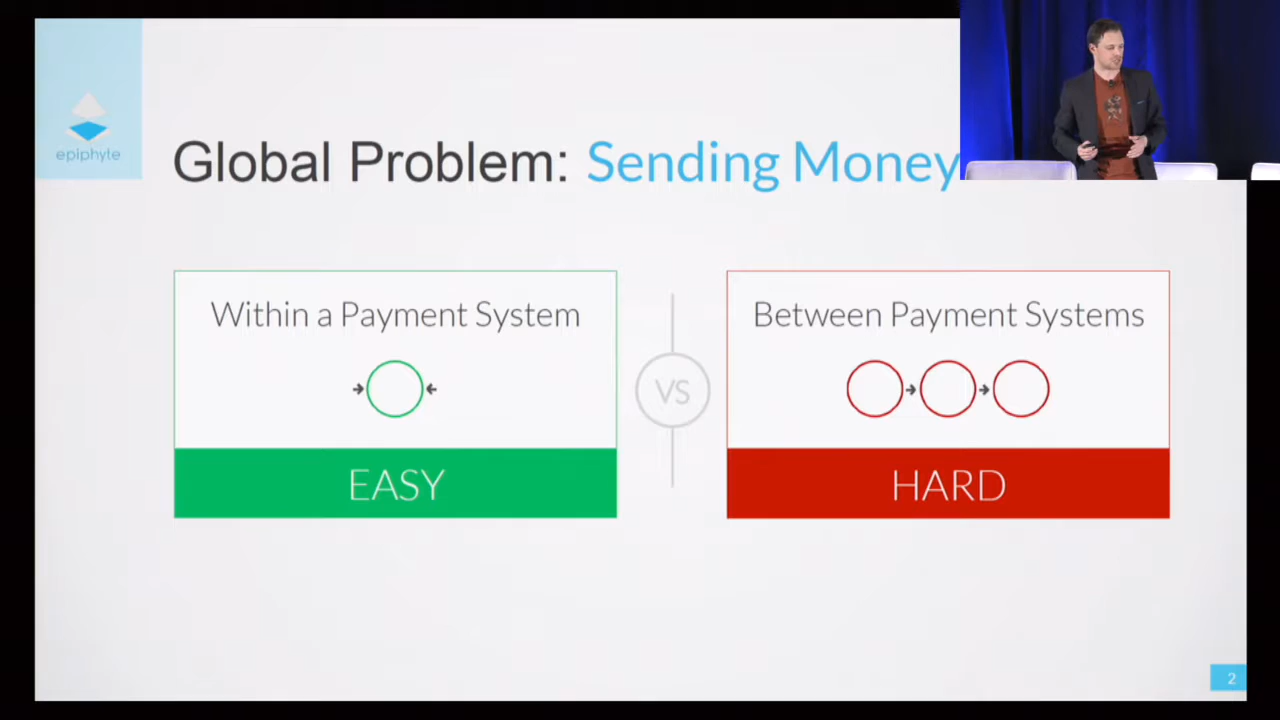 epiphyte
Global Problem: Sending Money
Within a Payment System
EASY
VS
Between Payment Systems
HARD
2